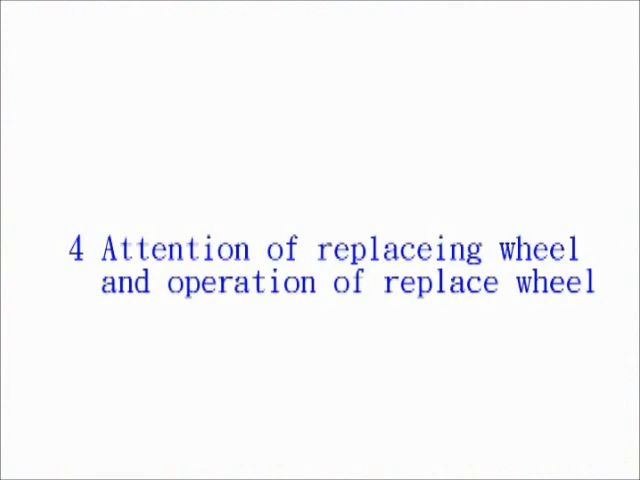 4 Attention of replaceing wheel
and operation of replace wheel